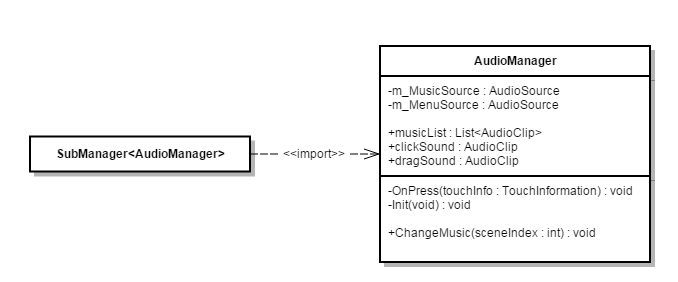 AudioManager
-m_MusicSource : AudioSource
-m_MenuSource : AudioSource
+musicList : List<AudioClip>
+clickSound : AudioClip
+dragSound : AudioClip
SubManager<AudioManager>
<<import>>
-OnPress(touchInfo : TouchInformation) : void
-Init(void) : void
+ChangeMusic(sceneIndex : int) : void